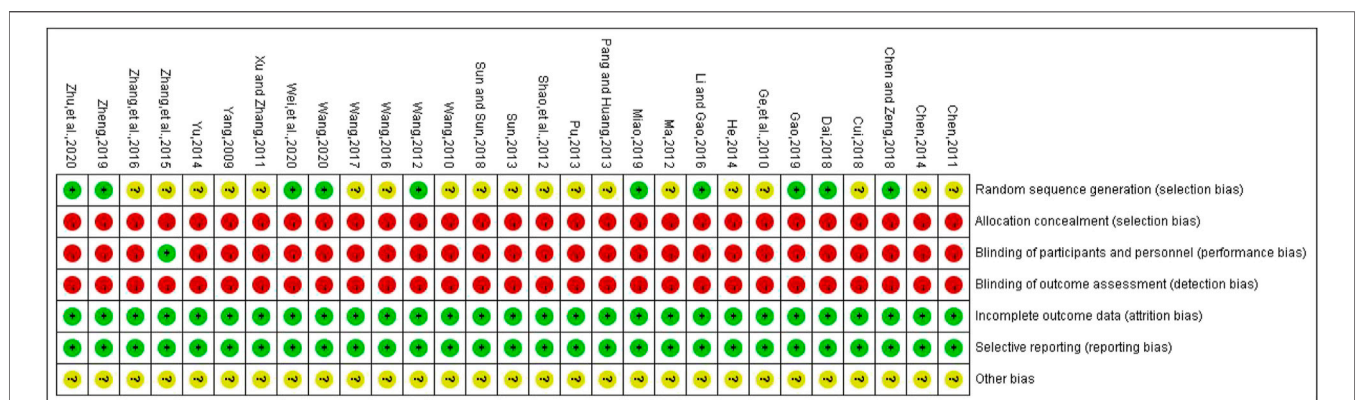 Zhu,et al.,2020
Zheng,2019
Zhang,et al.,2016
Zhang,et al.,2015
Yu,2014
Yang,2009
Xu and Zhang,2011
Wei,et al.,2020
Wang,2020
Wang,2017
Wang,2016
Wang,2012
Wang,2010
Sun and Sun,2018
Sun,2013
Shao,et al.,2012
Pu,2013
Pang and Huang,2013
Miao,2019
Ma,2012
Li and Gao,2016
He,2014
Ge,et al.,2010
Gao,2019
Dai,2018
Cui,2018
Chen and Zeng,2018
Chen,2014
Chen,2011
+ + ? ? ? ? ? + + ? ? + ? ? ? ? ? ? + ? + ? ? + + ? + ? ? Random sequence generation (selection bias)
- - - - - - - - - - - - - - - - - - - - - - - - - - - - - Allocation concealment (selection bias)
- - - + - - - - - - - - - - - - - - - - - - - - - - - - - Blinding of participants and personnel (performance bias)
- - - - - - - - - - - - - - - - - - - - - - - - - - - - - Blinding of outcome assessment (detection bias)
+ + + + + + + + + + + + + + + + + + + + + + + + + + + + + Incomplete outcome data (attrition bias)
+ + + + + + + + + + + + + + + + + + + + + + + + + + + + + Selective reporting (reporting bias)
? ? ? ? ? ? ? ? ? ? ? ? ? ? ? ? ? ? ? ? ? ? ? ? ? ? ? ? ? Other bias